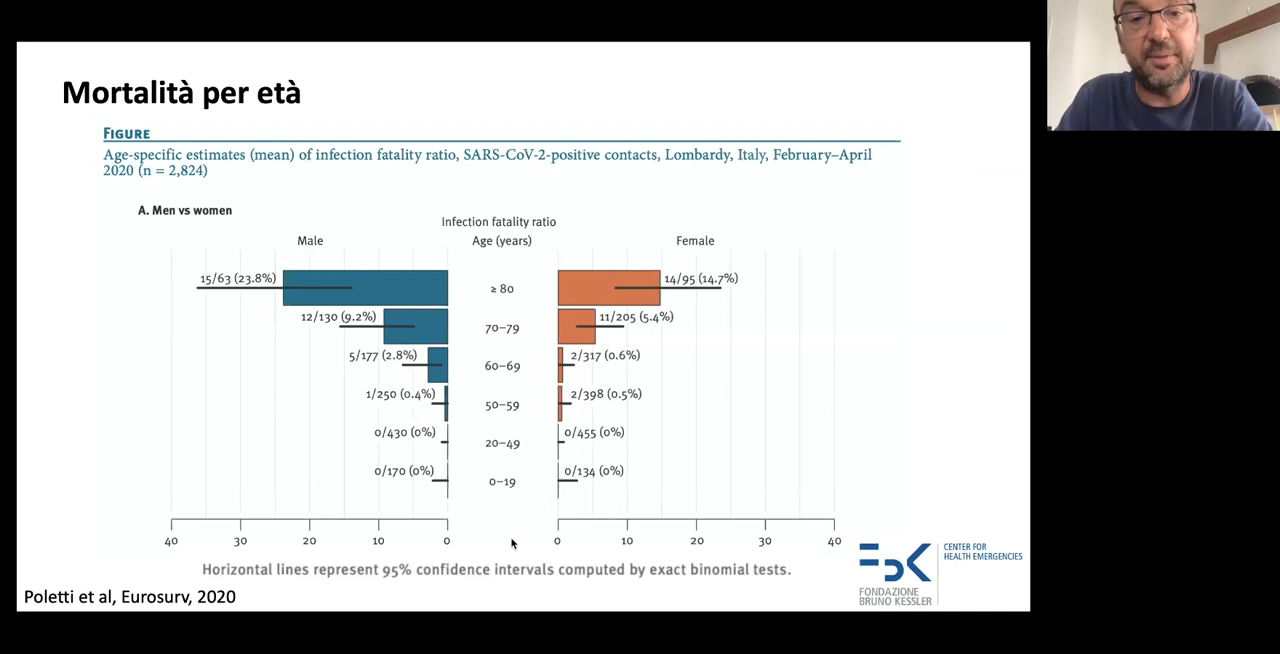 Mortalità per età
FIGURE
Age-specific estimates (mean) of infection fatality ratio, SARS-CoV-2-positive contacts, Lombardy, Italy, February–April
2020 (n = 2,824)
A. Men vs women
Infection fatality ratio
Male
Age (years)
Female
15/63 (23.8%)
≥ 80
14/95 (14.7%)
12/130 (9.2%)
70–79
11/205 (5.4%)
5/177 (2.8%)
60–69
2/317 (0.6%)
1/250 (0.4%)
50–59
2/398 (0.5%)
0/430 (0%)
20–49
0/455 (0%)
0/170 (0%)
0–19
0/134 (0%)
40 30 20 10 0 0 10 20 30 40
Horizontal lines represent 95% confidence intervals computed by exact binomial tests.
Poletti et al, Eurosurv, 2020
FBK
FONDAZIONE
BRUNO KESSLER
CENTER FOR
HEALTH EMERGENCIES